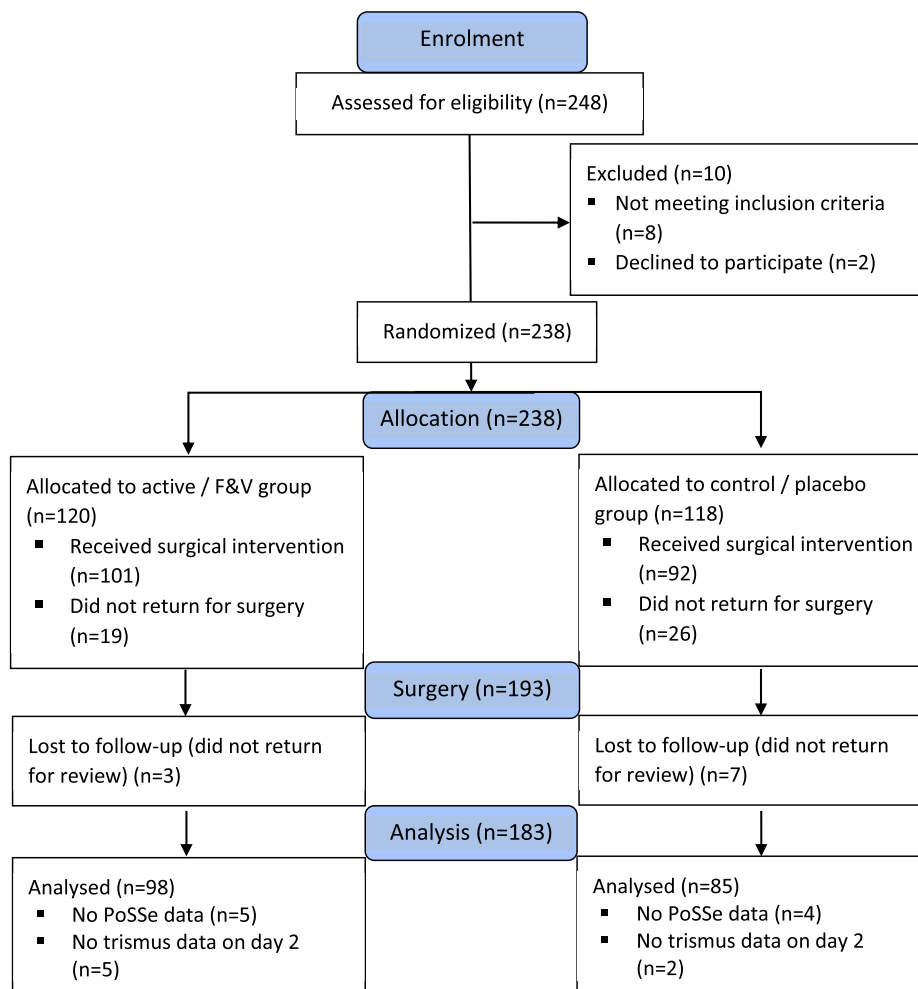 Enrolment
Assessed for eligibility (n=248)
Excluded (n=10)
▪ Not meeting inclusion criteria
(n=8)
▪ Declined to participate (n=2)
Randomized (n=238)
Allocation (n=238)
Allocated to active / F&V group
(n=120)
▪ Received surgical intervention
(n=101)
▪ Did not return for surgery
(n=19)
Allocated to control / placebo
group (n=118)
▪ Received surgical intervention
(n=92)
▪ Did not return for surgery
(n=26)
Surgery (n=193)
Lost to follow-up (did not return
for review) (n=3)
Lost to follow-up (did not return
for review) (n=7)
Analysis (n=183)
Analysed (n=98)
▪ No PoSSe data (n=5)
▪ No trismus data on day 2
(n=5)
Analysed (n=85)
▪ No PoSSe data (n=4)
▪ No trismus data on day 2
(n=2)